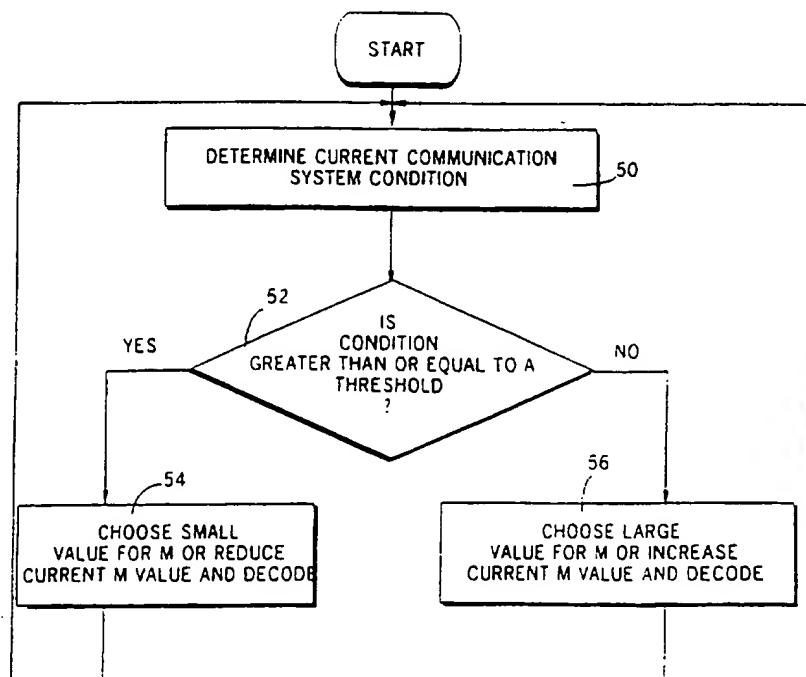 START
DETERMINE CURRENT COMMUNICATION
SYSTEM CONDITION
50
52
IS
CONDITION
GREATER THAN OR EQUAL TO A
THRESHOLD
?
YES
NO
54
CHOOSE SMALL
VALUE FOR M OR REDUCE
CURRENT M VALUE AND DECODE
56
CHOOSE LARGE
VALUE FOR M OR INCREASE
CURRENT M VALUE AND DECODE